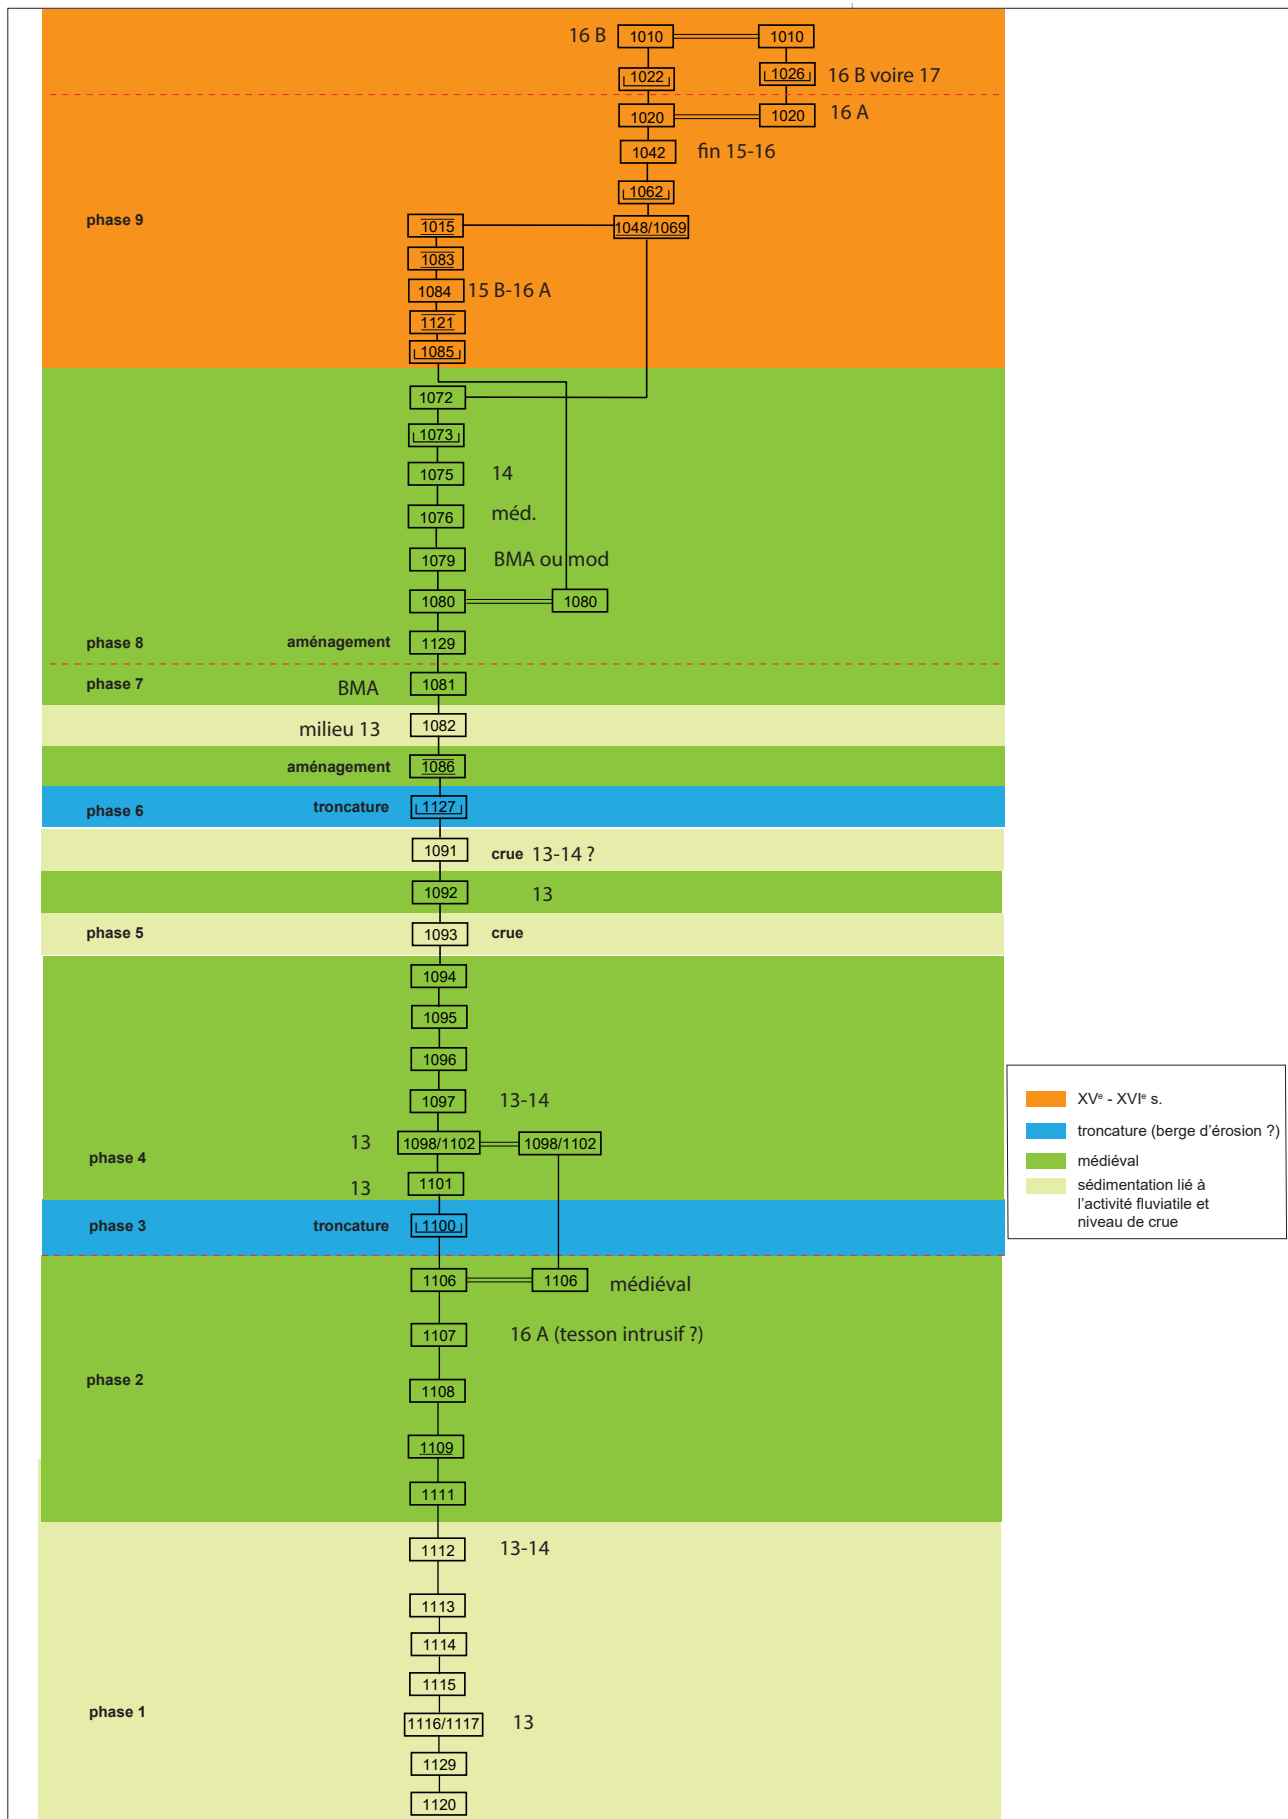 16 B 1010 1010
1022 1026 16 B voire 17
1020 1020 16 A
1042 fin 15-16
1062
phase 9 1015 1048/1069
1083
1084 15 B-16 A
1121
1085
1072
1073
1075 14
1076 méd.
1079 BMA ou mod
1080 1080
phase 8 aménagement 1129
phase 7 BMA 1081
milieu 13 1082
aménagement 1086
phase 6 troncature 1127
1091 crue 13-14 ?
1092 13
phase 5 1093 crue
1094
1095
1096
1097 13-14
13 1098/1102 1098/1102
phase 4
13 1101
phase 3 troncature 1100
1106 1106 médiéval
1107 16 A (tesson intrusif ?)
phase 2 1108
1109
1111
1112 13-14
1113
1114
1115
phase 1 1116/1117 13
1129
1120
XVe - XVIe s.
troncature (berge d'érosion ?)
médiéval
sédimentation lié à
l'activité fluviatile et
niveau de crue